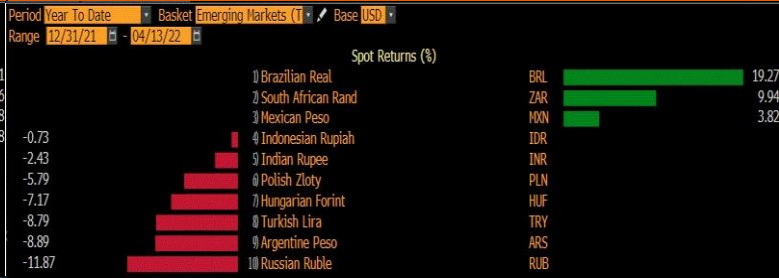 Period Year To Date Basket Emerging Markets (T Base USD
Range 12/31/21 - 04/13/22
Spot Returns (%)
1) Brazilian Real BRL 19.27
2) South African Rand ZAR 9.94
3) Mexican Peso MXN 3.82
-0.73 4) Indonesian Rupiah IDR
-2.43 5) Indian Rupee INR
-5.79 6) Polish Zloty PLN
-7.17 7) Hungarian Forint HUF
-8.79 8) Turkish Lira TRY
-8.89 9) Argentine Peso ARS
-11.87 10) Russian Ruble RUB